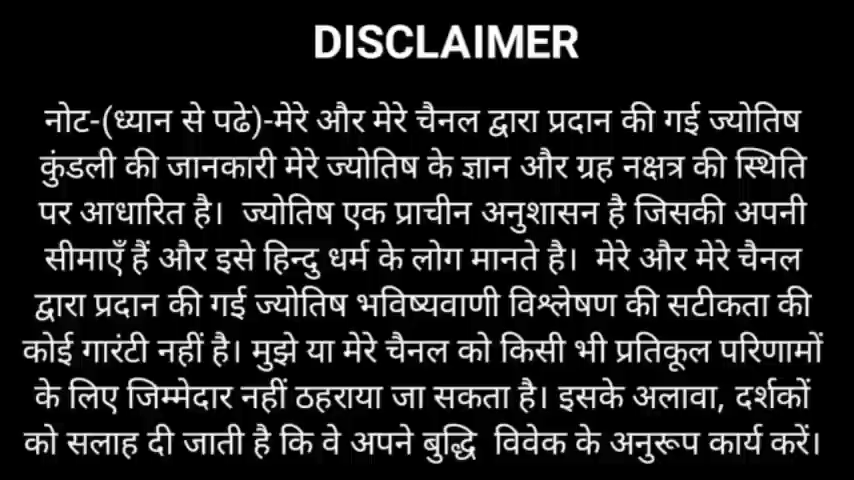 DISCLAIMER
नोट-(ध्यान से पढे)-मेरे और मेरे चैनल द्वारा प्रदान की गई ज्योतिष
कुंडली की जानकारी मेरे ज्योतिष के ज्ञान और ग्रह नक्षत्र की स्थिति
पर आधारित है। ज्योतिष एक प्राचीन अनुशासन है जिसकी अपनी
सीमाएँ हैं और इसे हिन्दु धर्म के लोग मानते है। मेरे और मेरे चैनल
द्वारा प्रदान की गई ज्योतिष भविष्यवाणी विश्लेषण की सटीकता की
कोई गारंटी नहीं है। मुझे या मेरे चैनल को किसी भी प्रतिकूल परिणामों
के लिए जिम्मेदार नहीं ठहराया जा सकता है। इसके अलावा, दर्शकों
को सलाह दी जाती है कि वे अपने बुद्धि विवेक के अनुरूप कार्य करें।